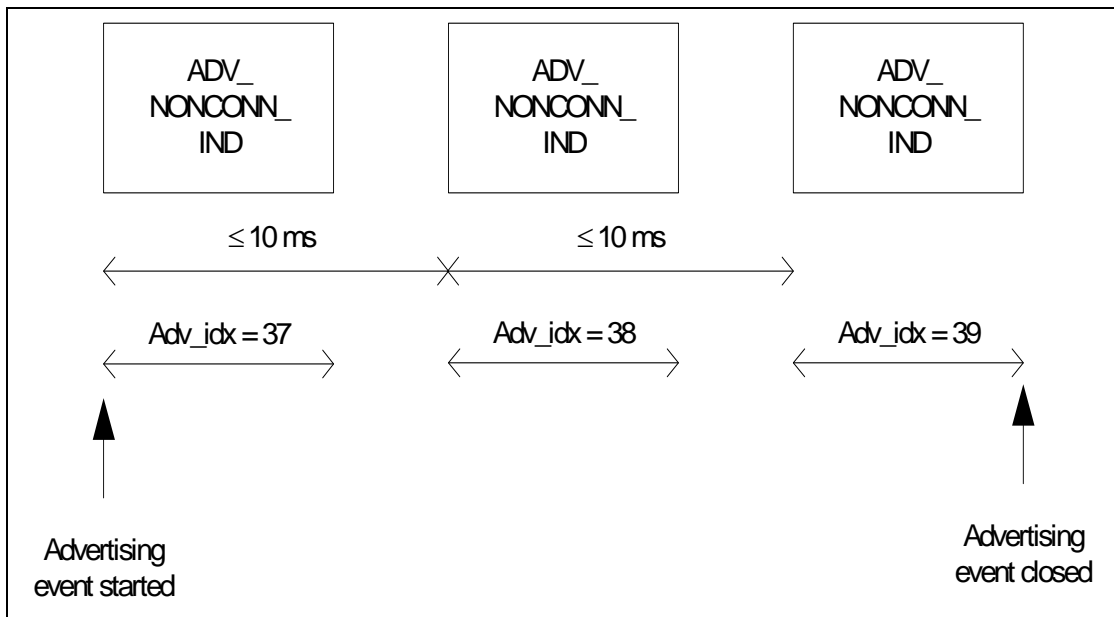 ADV_
NONCONN_
IND
ADV_
NONCONN_
IND
ADV_
NONCONN_
IND
≤ 10 ms
≤ 10 ms
Adv_idx = 37
Adv_idx = 38
Adv_idx = 39
Advertising
event started
Advertising
event closed